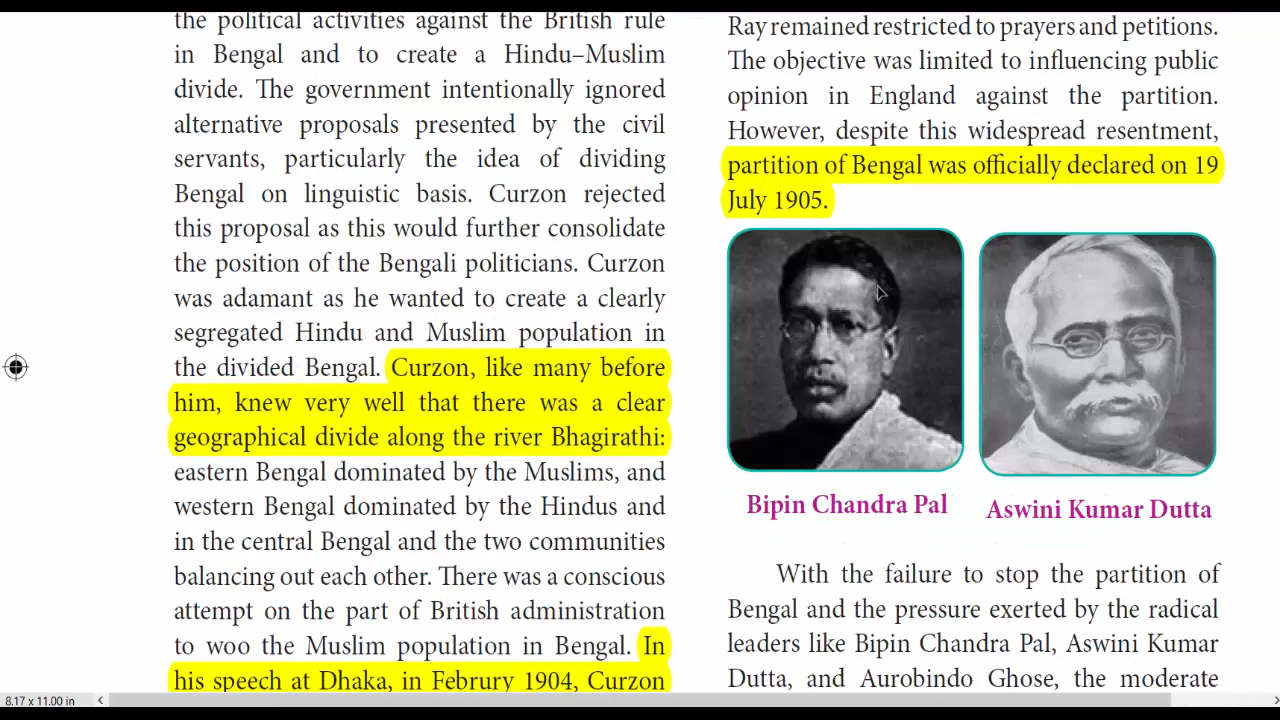 the political activities against the British rule
in Bengal and to create a Hindu–Muslim
divide. The government intentionally ignored
alternative proposals presented by the civil
servants, particularly the idea of dividing
Bengal on linguistic basis. Curzon rejected
this proposal as this would further consolidate
the position of the Bengali politicians. Curzon
was adamant as he wanted to create a clearly
segregated Hindu and Muslim population in
the divided Bengal. Curzon, like many before
him, knew very well that there was a clear
geographical divide along the river Bhagirathi:
eastern Bengal dominated by the Muslims, and
western Bengal dominated by the Hindus and
in the central Bengal and the two communities
balancing out each other. There was a conscious
attempt on the part of British administration
to woo the Muslim population in Bengal. In
his speech at Dhaka, in Februry 1904, Curzon
Ray remained restricted to prayers and petitions.
The objective was limited to influencing public
opinion in England against the partition.
However, despite this widespread resentment,
partition of Bengal was officially declared on 19
July 1905.
Bipin Chandra Pal
Aswini Kumar Dutta
With the failure to stop the partition of
Bengal and the pressure exerted by the radical
leaders like Bipin Chandra Pal, Aswini Kumar
Dutta, and Aurobindo Ghose, the moderate
8.17 x 11.00 in